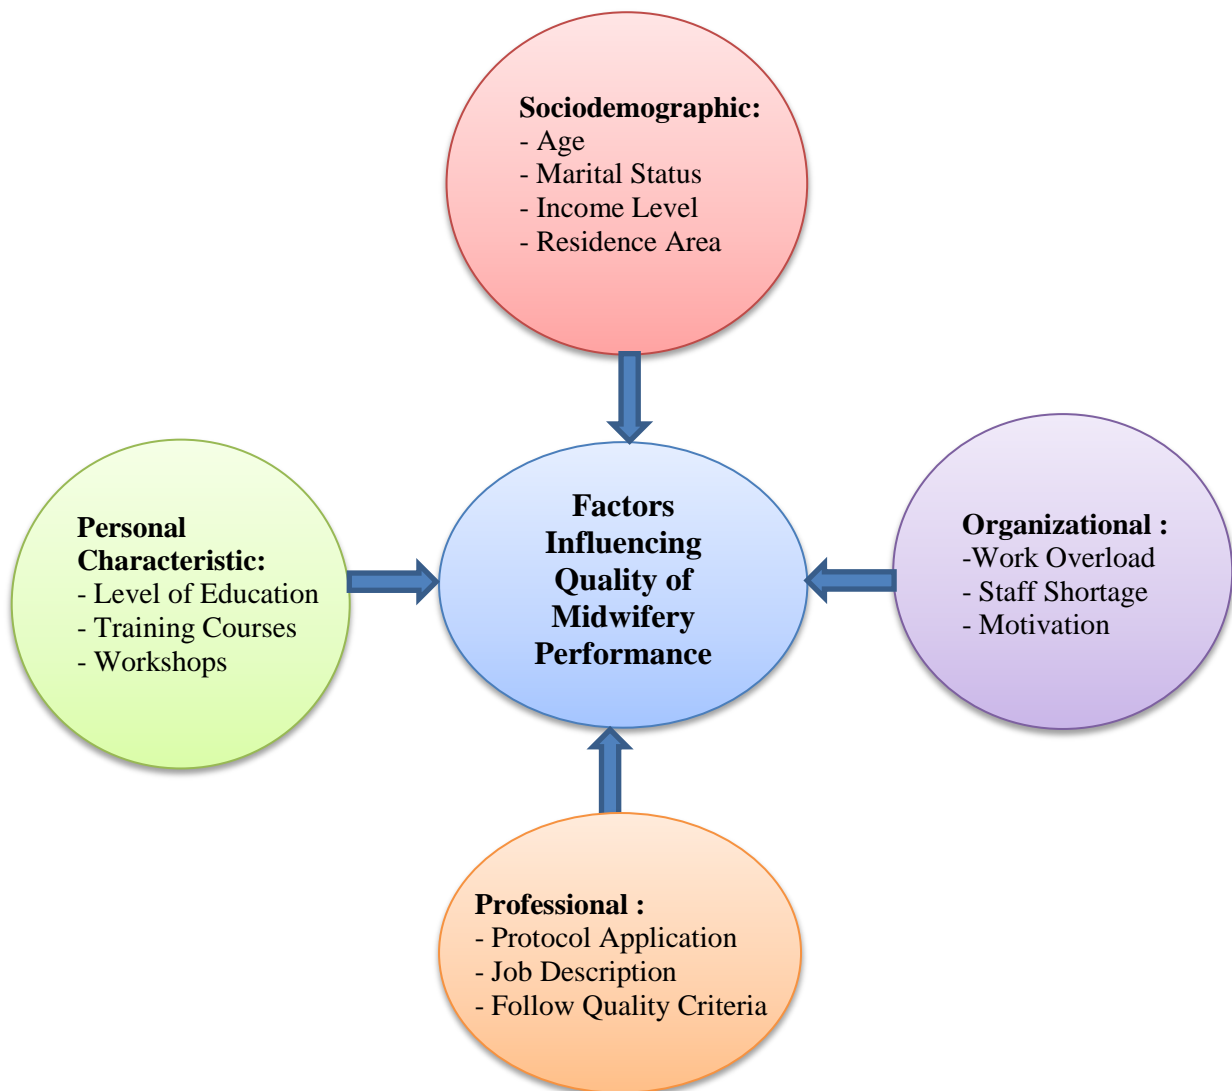 Sociodemographic:
- Age
- Marital Status
- Income Level
- Residence Area
Personal
Characteristic:
- Level of Education
- Training Courses
- Workshops
Factors
Influencing
Quality of
Midwifery
Performance
Organizational :
-Work Overload
- Staff Shortage
- Motivation
Professional :
- Protocol Application
- Job Description
- Follow Quality Criteria